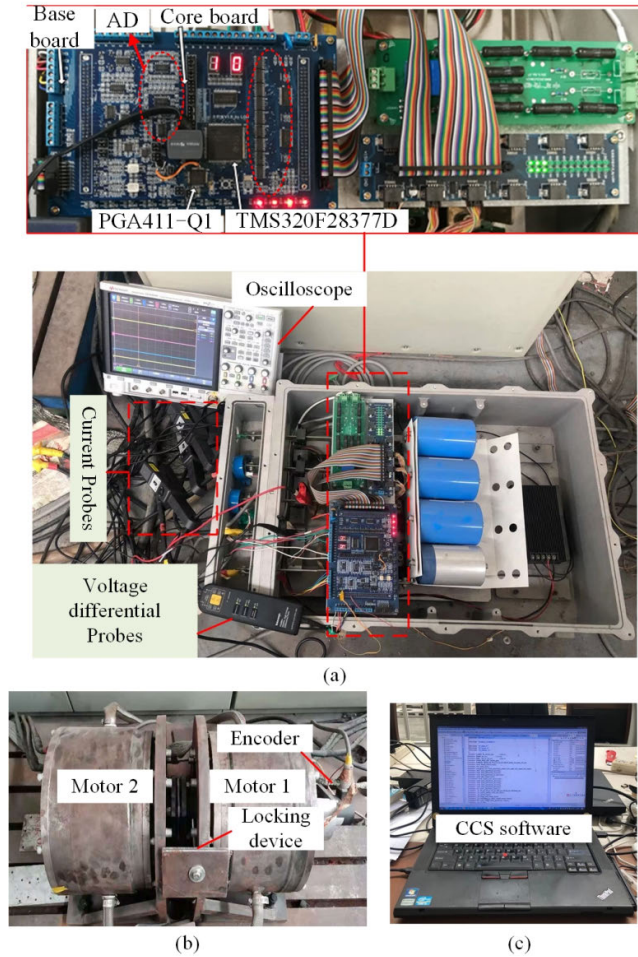 Base
board
AD
Core board
PGA411-Q1
TMS320F28377D
Oscilloscope
Current Probes
Voltage
differential
Probes
(a)
Motor 2
Motor 1
Encoder
Locking
device
(b)
CCS software
(c)